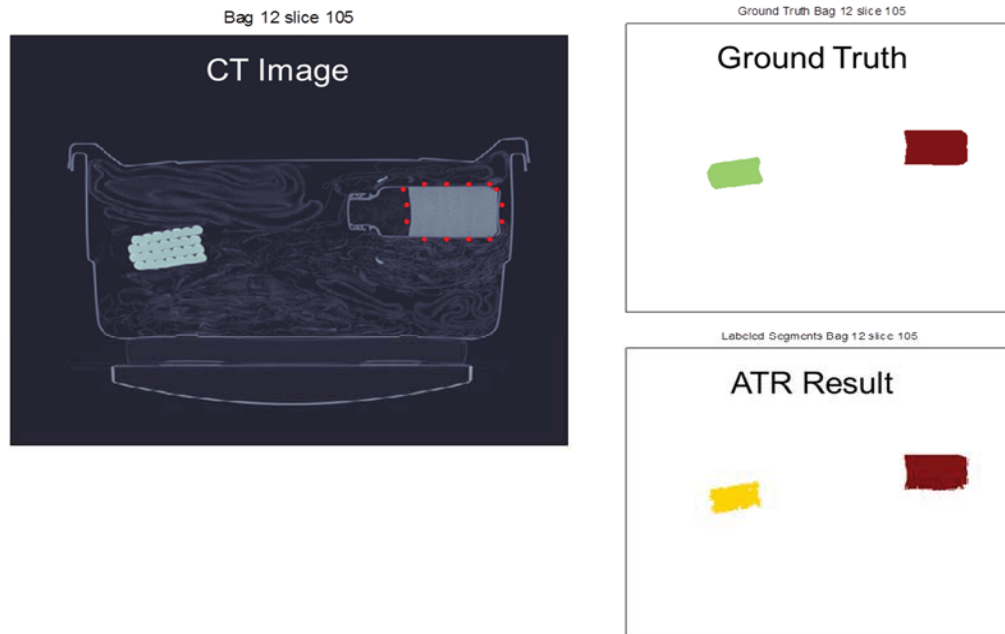 Bag 12 slice 105
CT Image
Ground Truth Bag 12 slice 105
Ground Truth
Labeled Segments Bag 12 slice 105
ATR Result